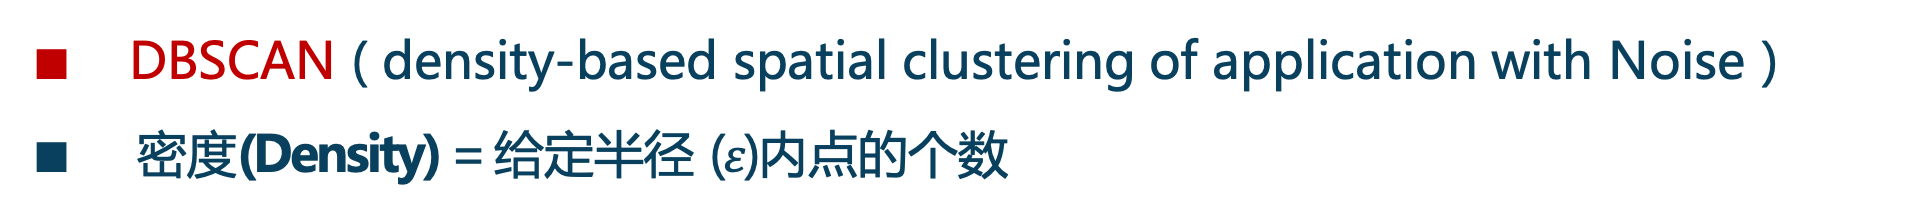 DBSCAN ( density-based spatial clustering of application with Noise )
密度(Density) = 给定半径 (ε)内点的个数